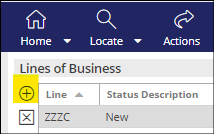 Home Locate Actions
Lines of Business
Line Status Description
ZZZC New